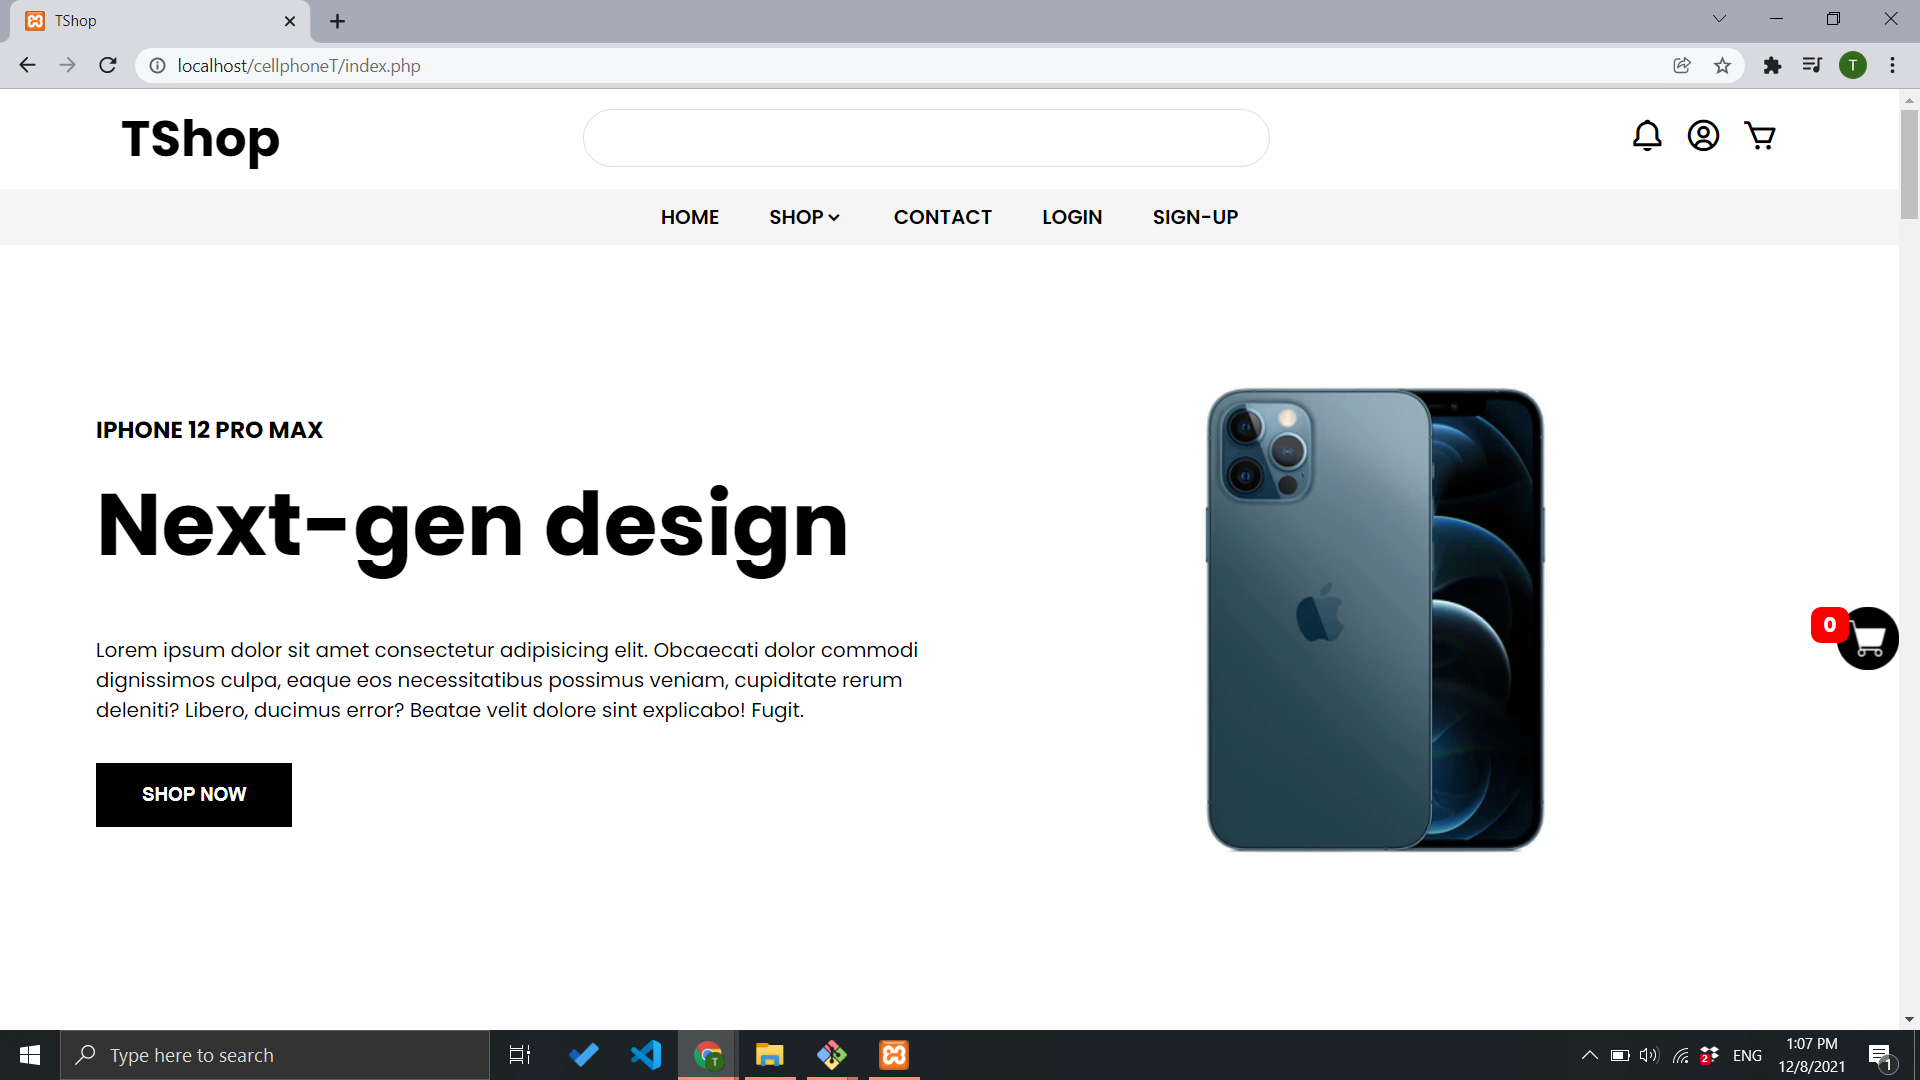 TShop
localhost/cellphoneT/index.php
T
TShop
HOME SHOP CONTACT LOGIN SIGN-UP
IPHONE 12 PRO MAX
Next-gen design
0
Lorem ipsum dolor sit amet consectetur adipisicing elit. Obcaecati dolor commodi
dignissimos culpa, eaque eos necessitatibus possimus veniam, cupiditate rerum
deleniti? Libero, ducimus error? Beatae velit dolore sint explicabo! Fugit.
SHOP NOW
Type here to search
T
2
ENG
1:07 PM
12/8/2021
1